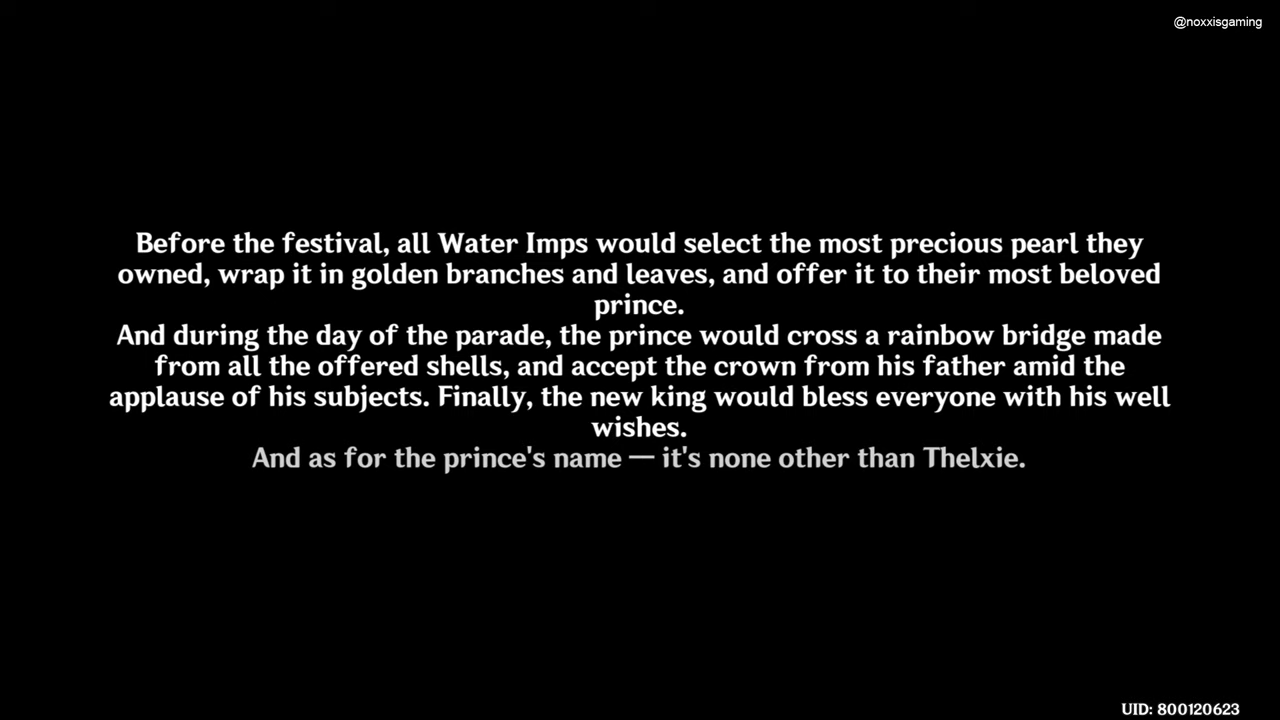 @noxxisgaming
Before the festival, all Water Imps would select the most precious pearl they
owned, wrap it in golden branches and leaves, and offer it to their most beloved
prince.
And during the day of the parade, the prince would cross a rainbow bridge made
from all the offered shells, and accept the crown from his father amid the
applause of his subjects. Finally, the new king would bless everyone with his well
wishes.
And as for the prince's name — it's none other than Thelxie.
UID: 800120623